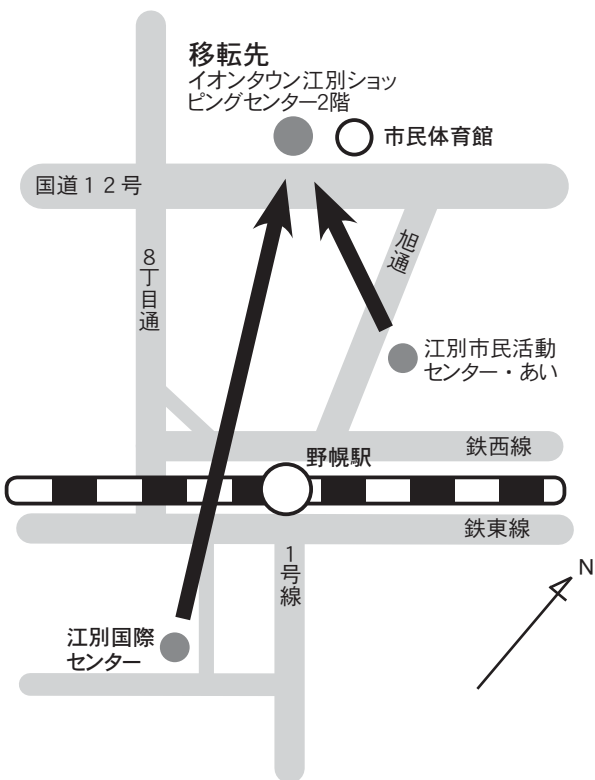 移転先
イオンタウン江別ショッ
ピングセンター2階
市民体育館
国道12号
8丁目通
旭通
江別市民活動
センター・あい
野幌駅
鉄西線
鉄東線
1号線
N
江別国際
センター